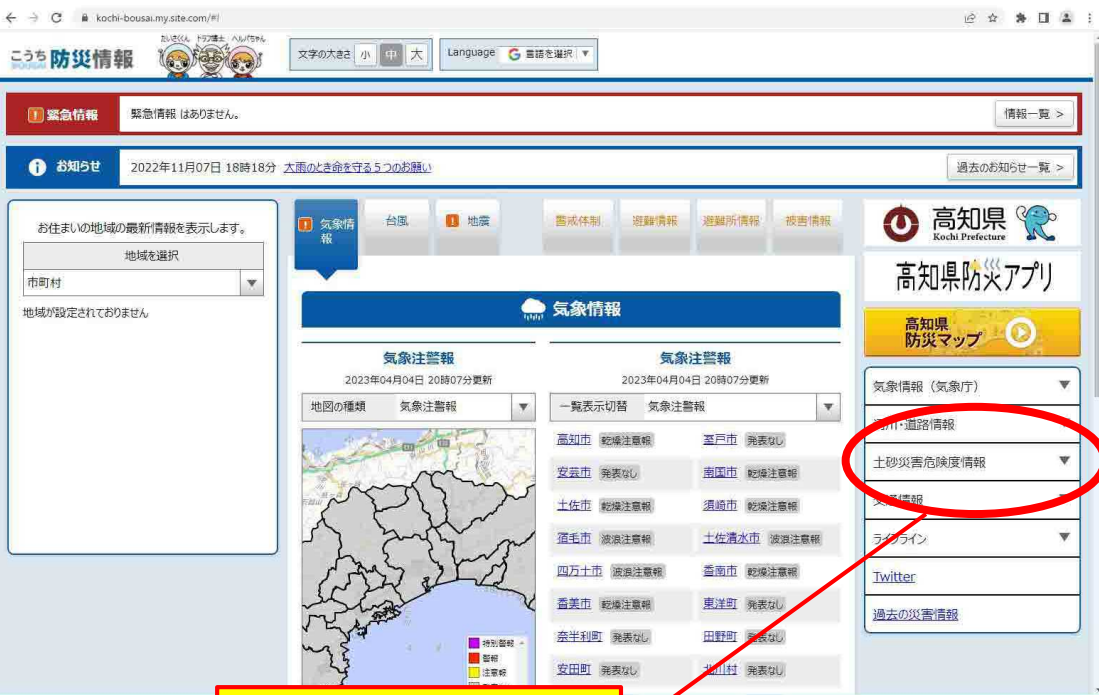 kochi-bousai.my.site.com/#!
こうち防災情報
だいさくん トラフ博士 ヘルパちゃん
文字の大きさ 小 中 大
Language G 言語を選択 ▼
緊急情報
緊急情報 はありません。
情報一覧 >
お知らせ
2022年11月07日 18時18分 大雨のとき命を守る5つのお願い
過去のお知らせ一覧 >
お住まいの地域の最新情報を表示します。
地域を選択
市町村
地域が設定されておりません
気象情報
台風
地震
警戒体制
避難情報
避難所情報
被害情報
気象情報
気象注警報
2023年04月04日 20時07分更新
地図の種類 気象注警報
特別警報
警報
注意報
気象注警報
2023年04月04日 20時07分更新
一覧表示切替 気象注警報
高知市 乾燥注意報 室戸市 発表なし
安芸市 発表なし 南国市 乾燥注意報
土佐市 乾燥注意報 須崎市 乾燥注意報
宿毛市 波浪注意報 土佐清水市 波浪注意報
四万十市 波浪注意報 香南市 乾燥注意報
香美市 乾燥注意報 東洋町 発表なし
奈半利町 発表なし 田野町 発表なし
安田町 発表なし 北川村 発表なし
高知県
Kochi Prefecture
高知県防災アプリ
高知県
防災マップ
気象情報（気象庁）
河川・道路情報
土砂災害危険度情報
交通情報
ライフライン
Twitter
過去の災害情報